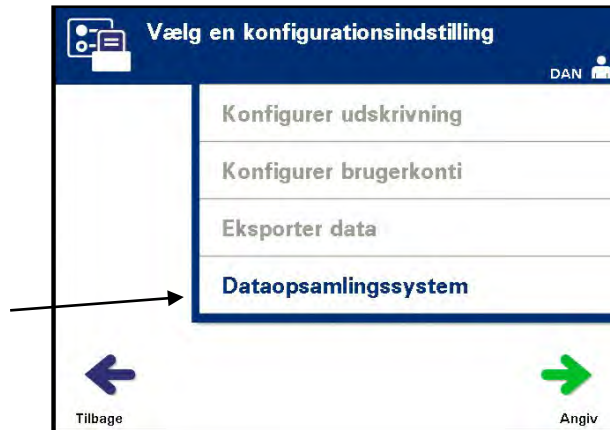 Vælg en konfigurationsindstilling
DAN
Konfigurer udskrivning
Konfigurer brugerkonti
Eksporter data
Dataopsamlingssystem
Tilbage
Angiv